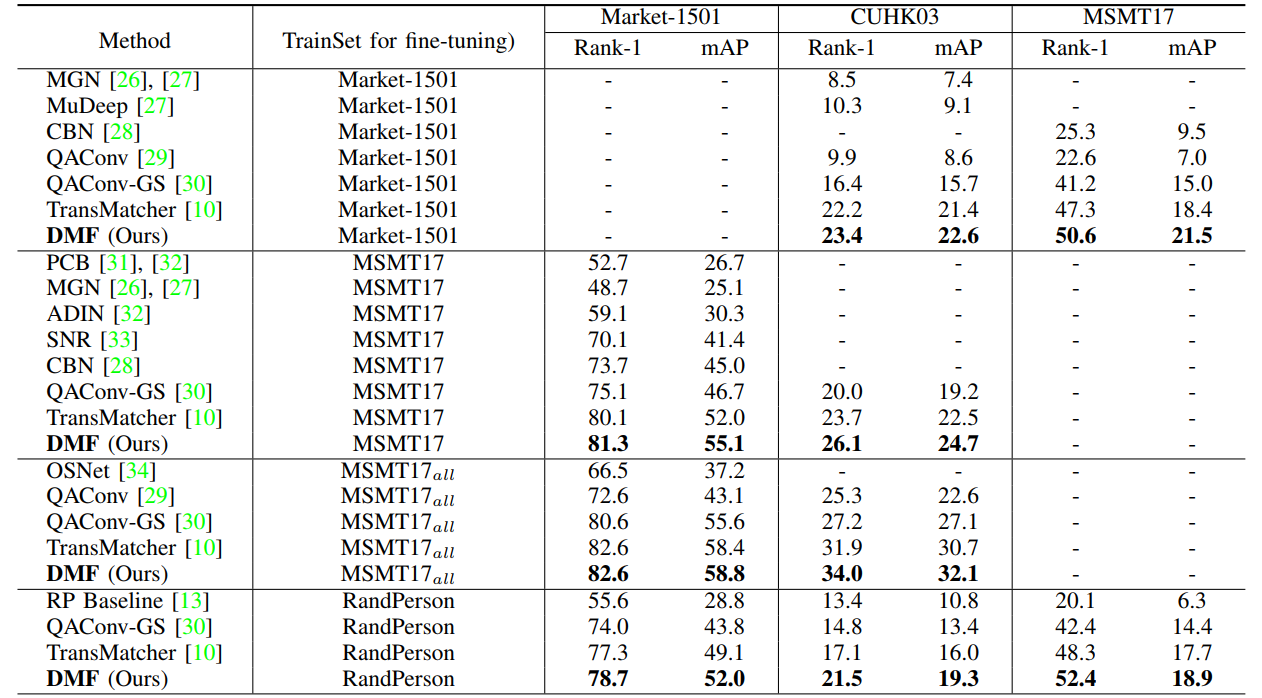 Method TrainSet for fine-tuning) Market-1501 CUHK03 MSMT17
Rank-1 mAP Rank-1 mAP Rank-1 mAP
MGN [26], [27] Market-1501 - - 8.5 7.4 - -
MuDeep [27] Market-1501 - - 10.3 9.1 - -
CBN [28] Market-1501 - - - - 25.3 9.5
QAConv [29] Market-1501 - - 9.9 8.6 22.6 7.0
QAConv-GS [30] Market-1501 - - 16.4 15.7 41.2 15.0
TransMatcher [10] Market-1501 - - 22.2 21.4 47.3 18.4
DMF (Ours) Market-1501 - - 23.4 22.6 50.6 21.5
PCB [31], [32] MSMT17 52.7 26.7 - - - -
MGN [26], [27] MSMT17 48.7 25.1 - - - -
ADIN [32] MSMT17 59.1 30.3 - - - -
SNR [33] MSMT17 70.1 41.4 - - - -
CBN [28] MSMT17 73.7 45.0 - - - -
QAConv-GS [30] MSMT17 75.1 46.7 20.0 19.2 - -
TransMatcher [10] MSMT17 80.1 52.0 23.7 22.5 - -
DMF (Ours) MSMT17 81.3 55.1 26.1 24.7 - -
OSNet [34] MSMT17all 66.5 37.2 - - - -
QAConv [29] MSMT17all 72.6 43.1 25.3 22.6 - -
QAConv-GS [30] MSMT17all 80.6 55.6 27.2 27.1 - -
TransMatcher [10] MSMT17all 82.6 58.4 31.9 30.7 - -
DMF (Ours) MSMT17all 82.6 58.8 34.0 32.1 - -
RP Baseline [13] RandPerson 55.6 28.8 13.4 10.8 20.1 6.3
QAConv-GS [30] RandPerson 74.0 43.8 14.8 13.4 42.4 14.4
TransMatcher [10] RandPerson 77.3 49.1 17.1 16.0 48.3 17.7
DMF (Ours) RandPerson 78.7 52.0 21.5 19.3 52.4 18.9